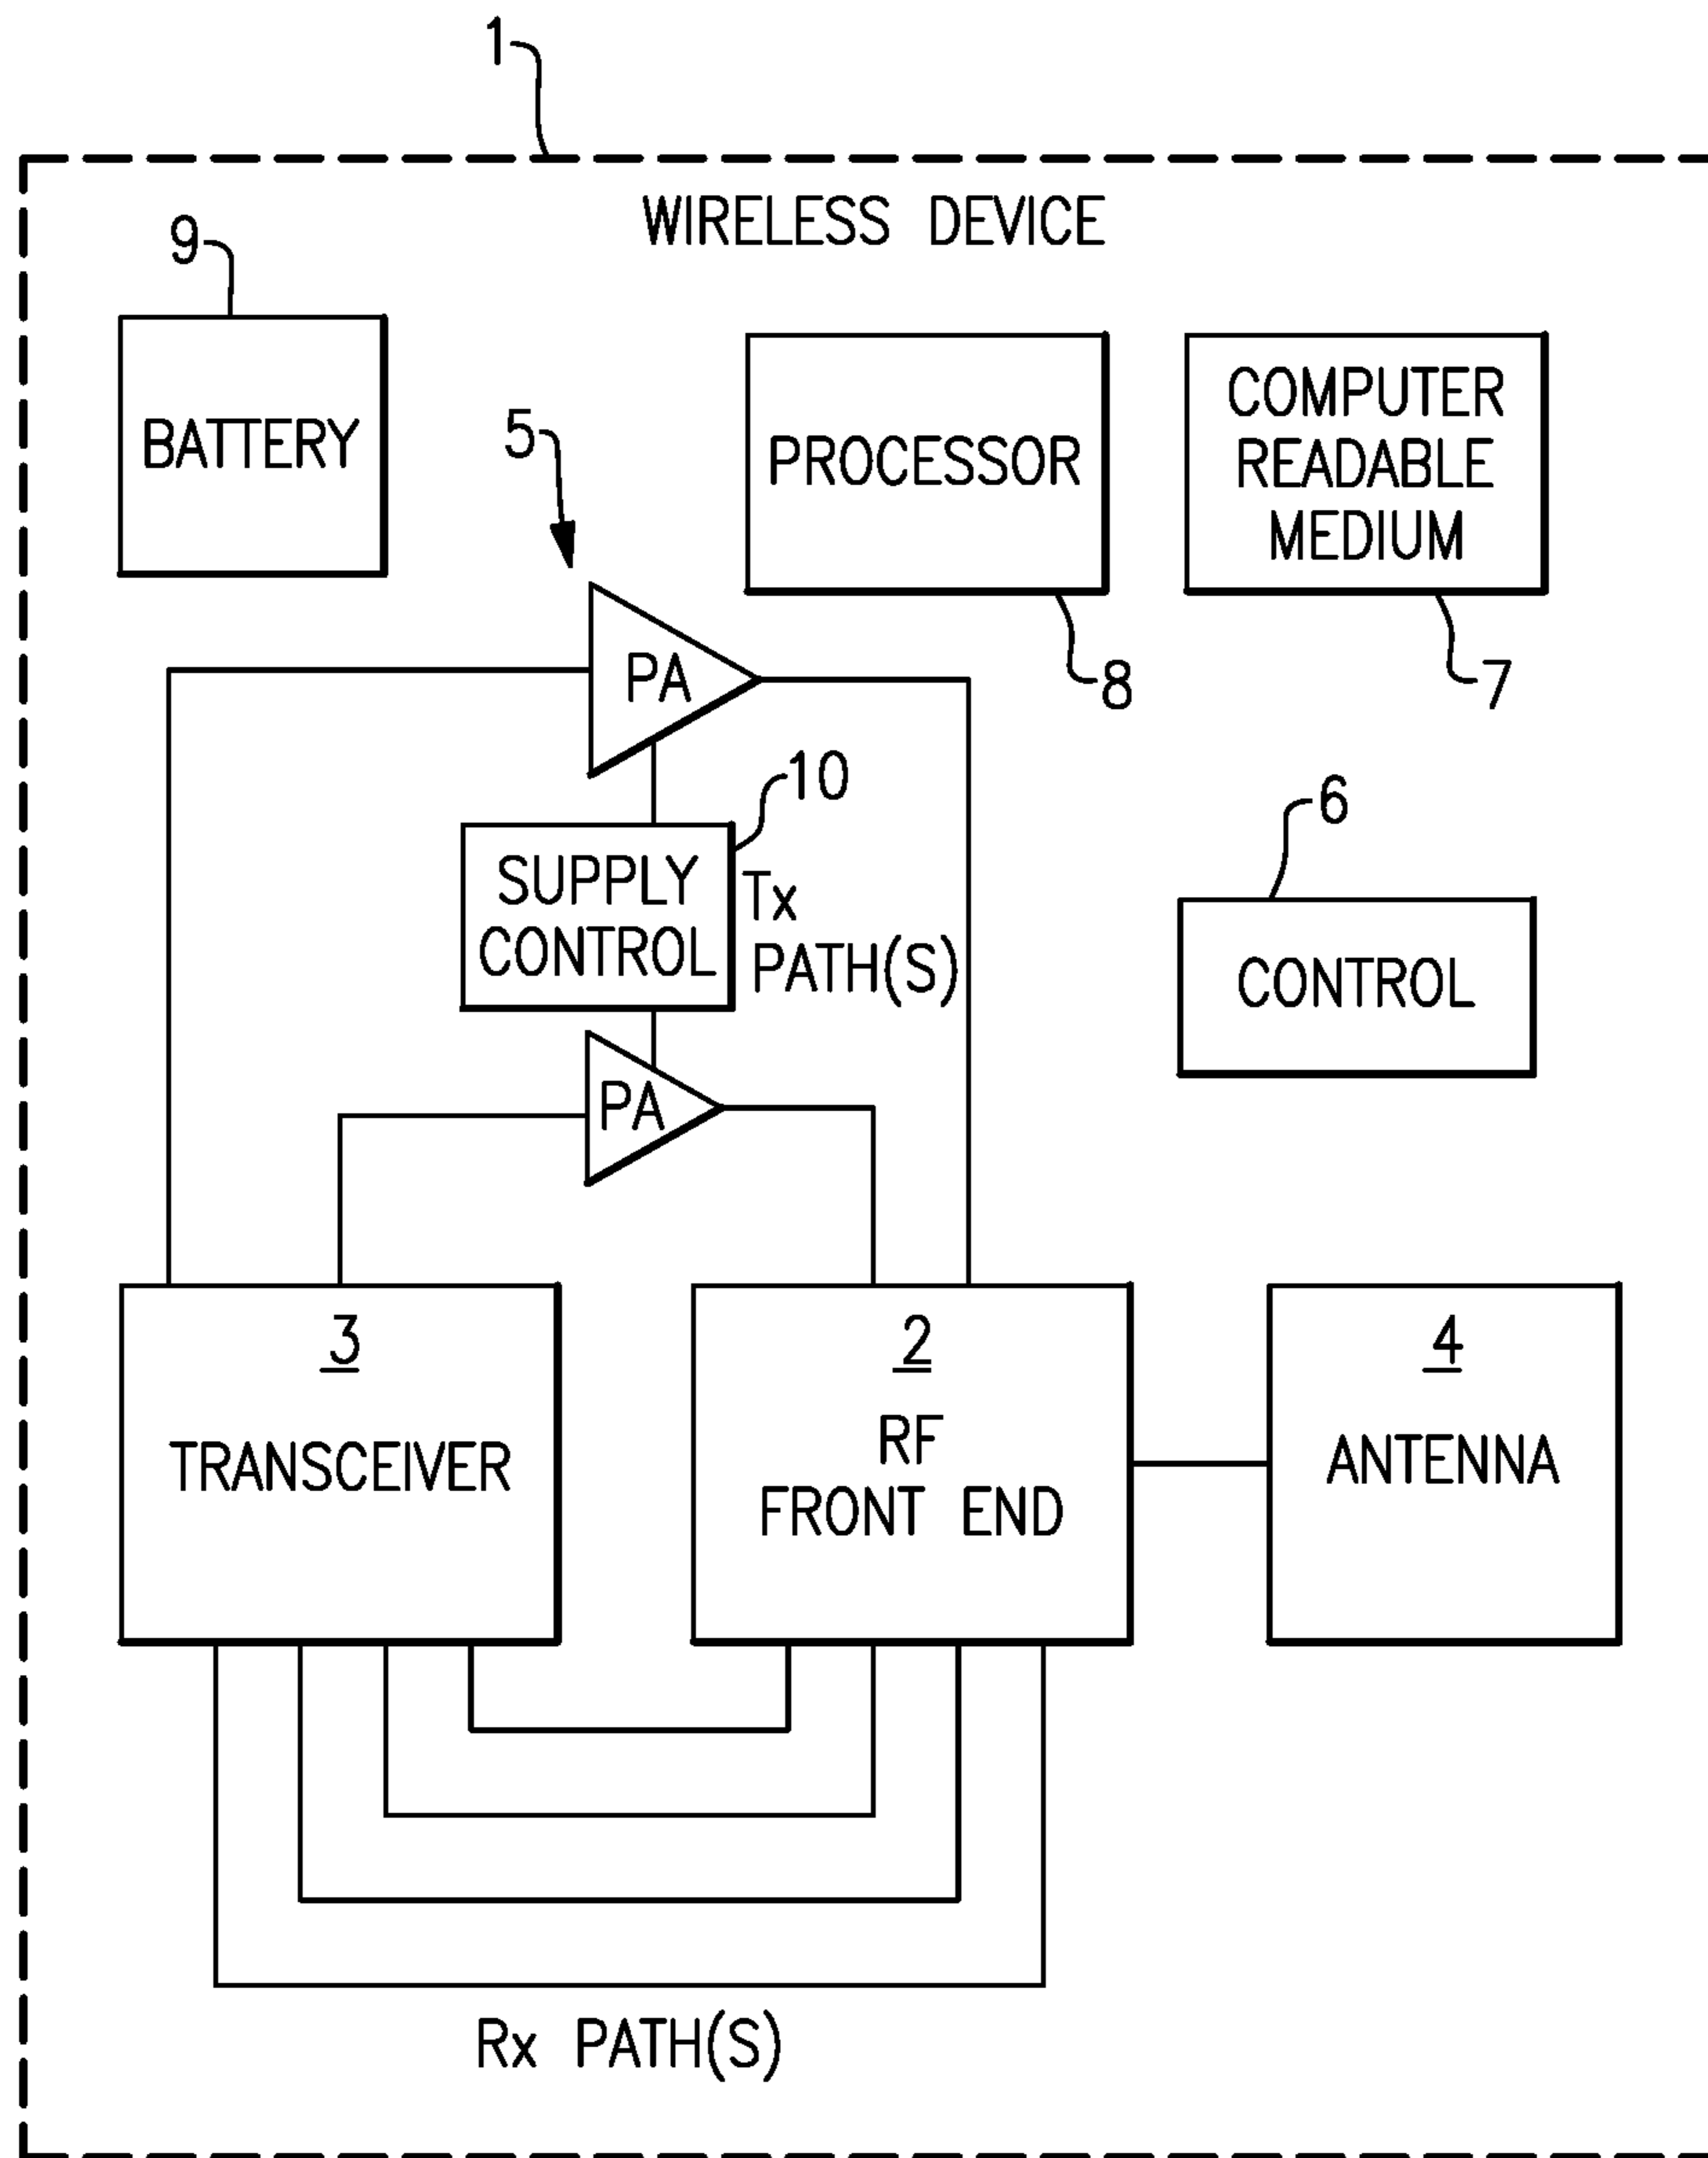 1
WIRELESS DEVICE
9
BATTERY
5
PROCESSOR
8
COMPUTER
READABLE
MEDIUM
7
PA
10
SUPPLY
CONTROL
Tx
PATH(S)
6
CONTROL
PA
3
TRANSCEIVER
2
RF
FRONT END
4
ANTENNA
Rx PATH(S)